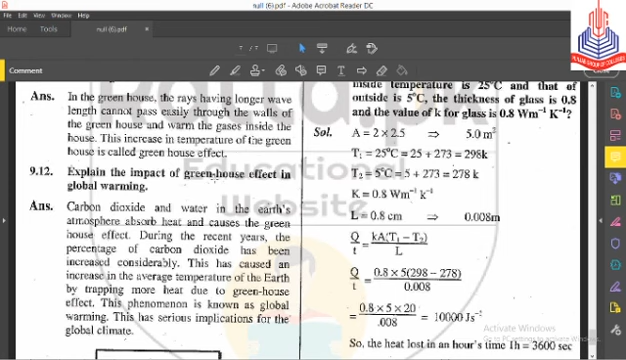 null (6).pdf - Adobe Acrobat Reader DC
File Edit View Sign Window Help
Home Tools
null (6).pdf ×
Comment
Ans. In the green house, the rays having longer wave
length cannot pass easily through the walls of
the green house and warm the gases inside the
house. This increase in temperature of the green
house is called green house effect.
9.12. Explain the impact of green-house effect in
global warming.
Ans. Carbon dioxide and water in the earth's
atmosphere absorb heat and causes the green
house effect. During the recent years, the
percentage of carbon dioxide has been
increased considerably. This has caused an
increase in the average temperature of the Earth
by trapping more heat due to green-house
effect. This phenomenon is known as global
warming. This has serious implications for the
global climate.
inside temperature is 25°C and that of
outside is 5°C, the thickness of glass is 0.8
and the value of k for glass is 0.8 Wm⁻¹ K⁻¹?
Sol. A = 2 × 2.5 ⇒ 5.0 m²
T₁ = 25°C = 25 + 273 = 298k
T₂ = 5°C = 5 + 273 = 278 k
K = 0.8 Wm⁻¹ k⁻¹
L = 0.8 cm ⇒ 0.008m
Q/t = kA(T₁ − T₂)/L
Q/t = 0.8 × 5(298 − 278)/0.008
= 0.8 × 5 × 20/.008 = 10000 Js⁻²
So, the heat lost in an hour's time 1h = 3600 sec
Educational
Website
Activate Windows
Go to PC settings to activate Windows.